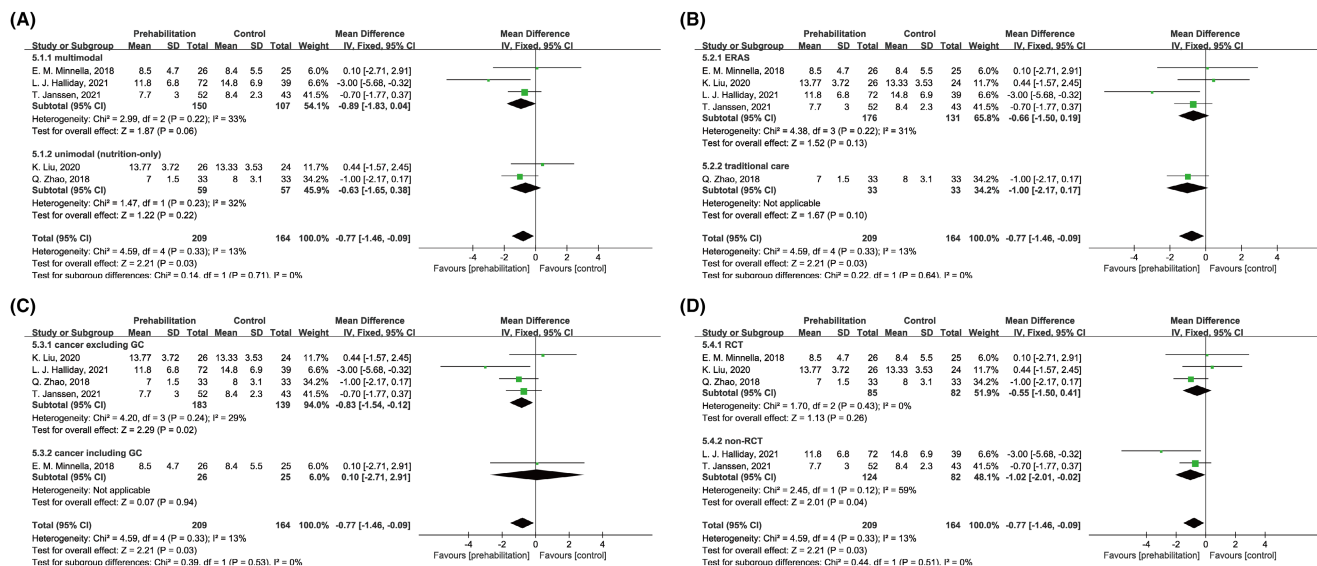 (A)
Prehabilitation Control Mean Difference Mean Difference
Study or Subgroup Mean SD Total Mean SD Total Weight IV, Fixed, 95% CI IV, Fixed, 95% CI
5.1.1 multimodal
E. M. Minnella, 2018 8.5 4.7 26 8.4 5.5 25 6.0% 0.10 [-2.71, 2.91]
L. J. Halliday, 2021 11.8 6.8 72 14.8 6.9 39 6.6% -3.00 [-5.68, -0.32]
T. Janssen, 2021 7.7 3 52 8.4 2.3 43 41.5% -0.70 [-1.77, 0.37]
Subtotal (95% CI) 150 107 54.1% -0.89 [-1.83, 0.04]
Heterogeneity: Chi² = 2.99, df = 2 (P = 0.22); I² = 33%
Test for overall effect: Z = 1.87 (P = 0.06)
5.1.2 unimodal (nutrition-only)
K. Liu, 2020 13.77 3.72 26 13.33 3.53 24 11.7% 0.44 [-1.57, 2.45]
Q. Zhao, 2018 7 1.5 33 8 3.1 33 34.2% -1.00 [-2.17, 0.17]
Subtotal (95% CI) 59 57 45.9% -0.63 [-1.65, 0.38]
Heterogeneity: Chi² = 1.47, df = 1 (P = 0.23); I² = 32%
Test for overall effect: Z = 1.22 (P = 0.22)
Total (95% CI) 209 164 100.0% -0.77 [-1.46, -0.09]
Heterogeneity: Chi² = 4.59, df = 4 (P = 0.33); I² = 13%
Test for overall effect: Z = 2.21 (P = 0.03)
Test for subgroup differences: Chi² = 0.14, df = 1 (P = 0.71), I² = 0%
-4 -2 0 2 4
Favours [prehabilitation] Favours [control]
(B)
Prehabilitation Control Mean Difference Mean Difference
Study or Subgroup Mean SD Total Mean SD Total Weight IV, Fixed, 95% CI IV, Fixed, 95% CI
5.2.1 ERAS
E. M. Minnella, 2018 8.5 4.7 26 8.4 5.5 25 6.0% 0.10 [-2.71, 2.91]
K. Liu, 2020 13.77 3.72 26 13.33 3.53 24 11.7% 0.44 [-1.57, 2.45]
L. J. Halliday, 2021 11.8 6.8 72 14.8 6.9 39 6.6% -3.00 [-5.68, -0.32]
T. Janssen, 2021 7.7 3 52 8.4 2.3 43 41.5% -0.70 [-1.77, 0.37]
Subtotal (95% CI) 176 131 65.8% -0.66 [-1.50, 0.19]
Heterogeneity: Chi² = 4.38, df = 3 (P = 0.22); I² = 31%
Test for overall effect: Z = 1.52 (P = 0.13)
5.2.2 traditional care
Q. Zhao, 2018 7 1.5 33 8 3.1 33 34.2% -1.00 [-2.17, 0.17]
Subtotal (95% CI) 33 33 34.2% -1.00 [-2.17, 0.17]
Heterogeneity: Not applicable
Test for overall effect: Z = 1.67 (P = 0.10)
Total (95% CI) 209 164 100.0% -0.77 [-1.46, -0.09]
Heterogeneity: Chi² = 4.59, df = 4 (P = 0.33); I² = 13%
Test for overall effect: Z = 2.21 (P = 0.03)
Test for subgroup differences: Chi² = 0.22, df = 1 (P = 0.64), I² = 0%
-4 -2 0 2 4
Favours [prehabilitation] Favours [control]
(C)
Prehabilitation Control Mean Difference Mean Difference
Study or Subgroup Mean SD Total Mean SD Total Weight IV, Fixed, 95% CI IV, Fixed, 95% CI
5.3.1 cancer excluding GC
K. Liu, 2020 13.77 3.72 26 13.33 3.53 24 11.7% 0.44 [-1.57, 2.45]
L. J. Halliday, 2021 11.8 6.8 72 14.8 6.9 39 6.6% -3.00 [-5.68, -0.32]
Q. Zhao, 2018 7 1.5 33 8 3.1 33 34.2% -1.00 [-2.17, 0.17]
T. Janssen, 2021 7.7 3 52 8.4 2.3 43 41.5% -0.70 [-1.77, 0.37]
Subtotal (95% CI) 183 139 94.0% -0.83 [-1.54, -0.12]
Heterogeneity: Chi² = 4.20, df = 3 (P = 0.24); I² = 29%
Test for overall effect: Z = 2.29 (P = 0.02)
5.3.2 cancer including GC
E. M. Minnella, 2018 8.5 4.7 26 8.4 5.5 25 6.0% 0.10 [-2.71, 2.91]
Subtotal (95% CI) 26 25 6.0% 0.10 [-2.71, 2.91]
Heterogeneity: Not applicable
Test for overall effect: Z = 0.07 (P = 0.94)
Total (95% CI) 209 164 100.0% -0.77 [-1.46, -0.09]
Heterogeneity: Chi² = 4.59, df = 4 (P = 0.33); I² = 13%
Test for overall effect: Z = 2.21 (P = 0.03)
Test for subgroup differences: Chi² = 0.39, df = 1 (P = 0.53), I² = 0%
-4 -2 0 2 4
Favours [prehabilitation] Favours [control]
(D)
Prehabilitation Control Mean Difference Mean Difference
Study or Subgroup Mean SD Total Mean SD Total Weight IV, Fixed, 95% CI IV, Fixed, 95% CI
5.4.1 RCT
E. M. Minnella, 2018 8.5 4.7 26 8.4 5.5 25 6.0% 0.10 [-2.71, 2.91]
K. Liu, 2020 13.77 3.72 26 13.33 3.53 24 11.7% 0.44 [-1.57, 2.45]
Q. Zhao, 2018 7 1.5 33 8 3.1 33 34.2% -1.00 [-2.17, 0.17]
Subtotal (95% CI) 85 82 51.9% -0.55 [-1.50, 0.41]
Heterogeneity: Chi² = 1.70, df = 2 (P = 0.43); I² = 0%
Test for overall effect: Z = 1.13 (P = 0.26)
5.4.2 non-RCT
L. J. Halliday, 2021 11.8 6.8 72 14.8 6.9 39 6.6% -3.00 [-5.68, -0.32]
T. Janssen, 2021 7.7 3 52 8.4 2.3 43 41.5% -0.70 [-1.77, 0.37]
Subtotal (95% CI) 124 82 48.1% -1.02 [-2.01, -0.02]
Heterogeneity: Chi² = 2.45, df = 1 (P = 0.12); I² = 59%
Test for overall effect: Z = 2.01 (P = 0.04)
Total (95% CI) 209 164 100.0% -0.77 [-1.46, -0.09]
Heterogeneity: Chi² = 4.59, df = 4 (P = 0.33); I² = 13%
Test for overall effect: Z = 2.21 (P = 0.03)
Test for subgroup differences: Chi² = 0.44, df = 1 (P = 0.51), I² = 0%
-4 -2 0 2 4
Favours [prehabilitation] Favours [control]